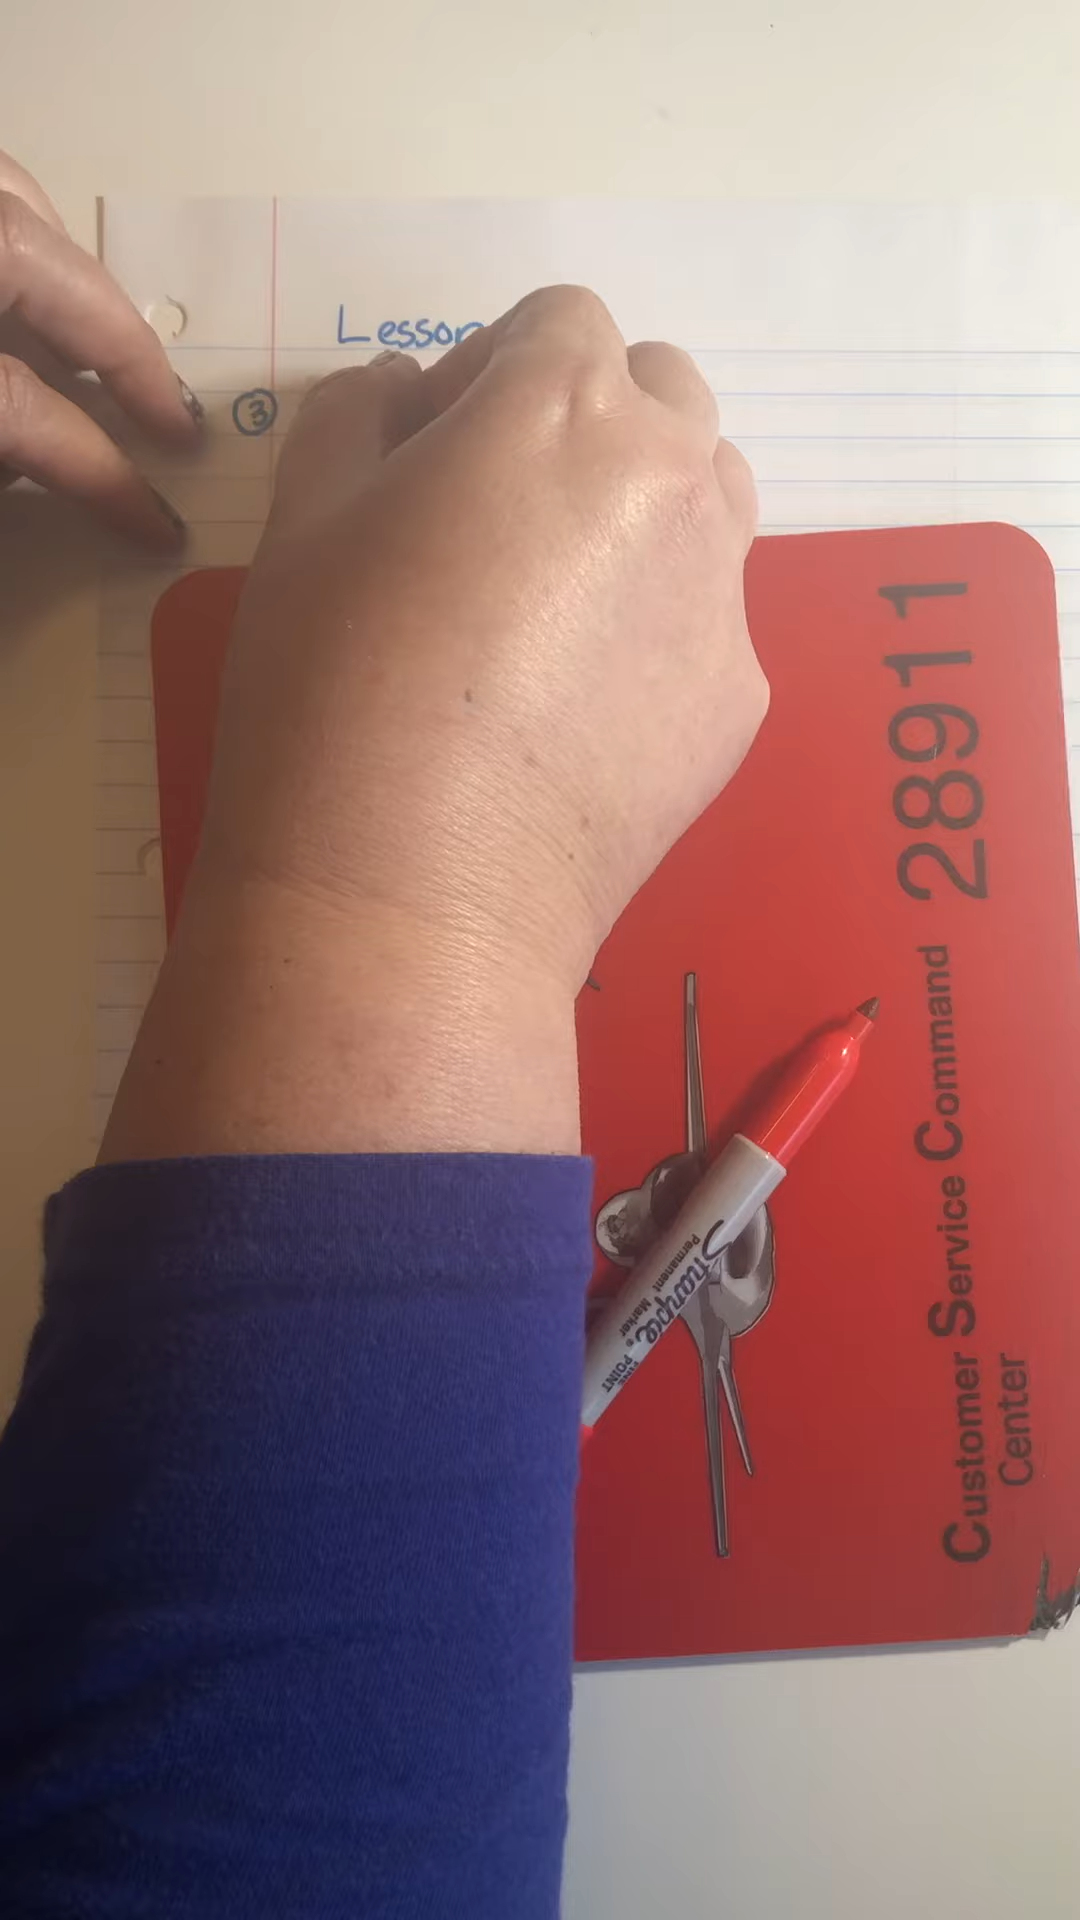 Lesson
③
28911
Customer Service Command
Center
Sharpie
Permanent Marker®
FINE POINT